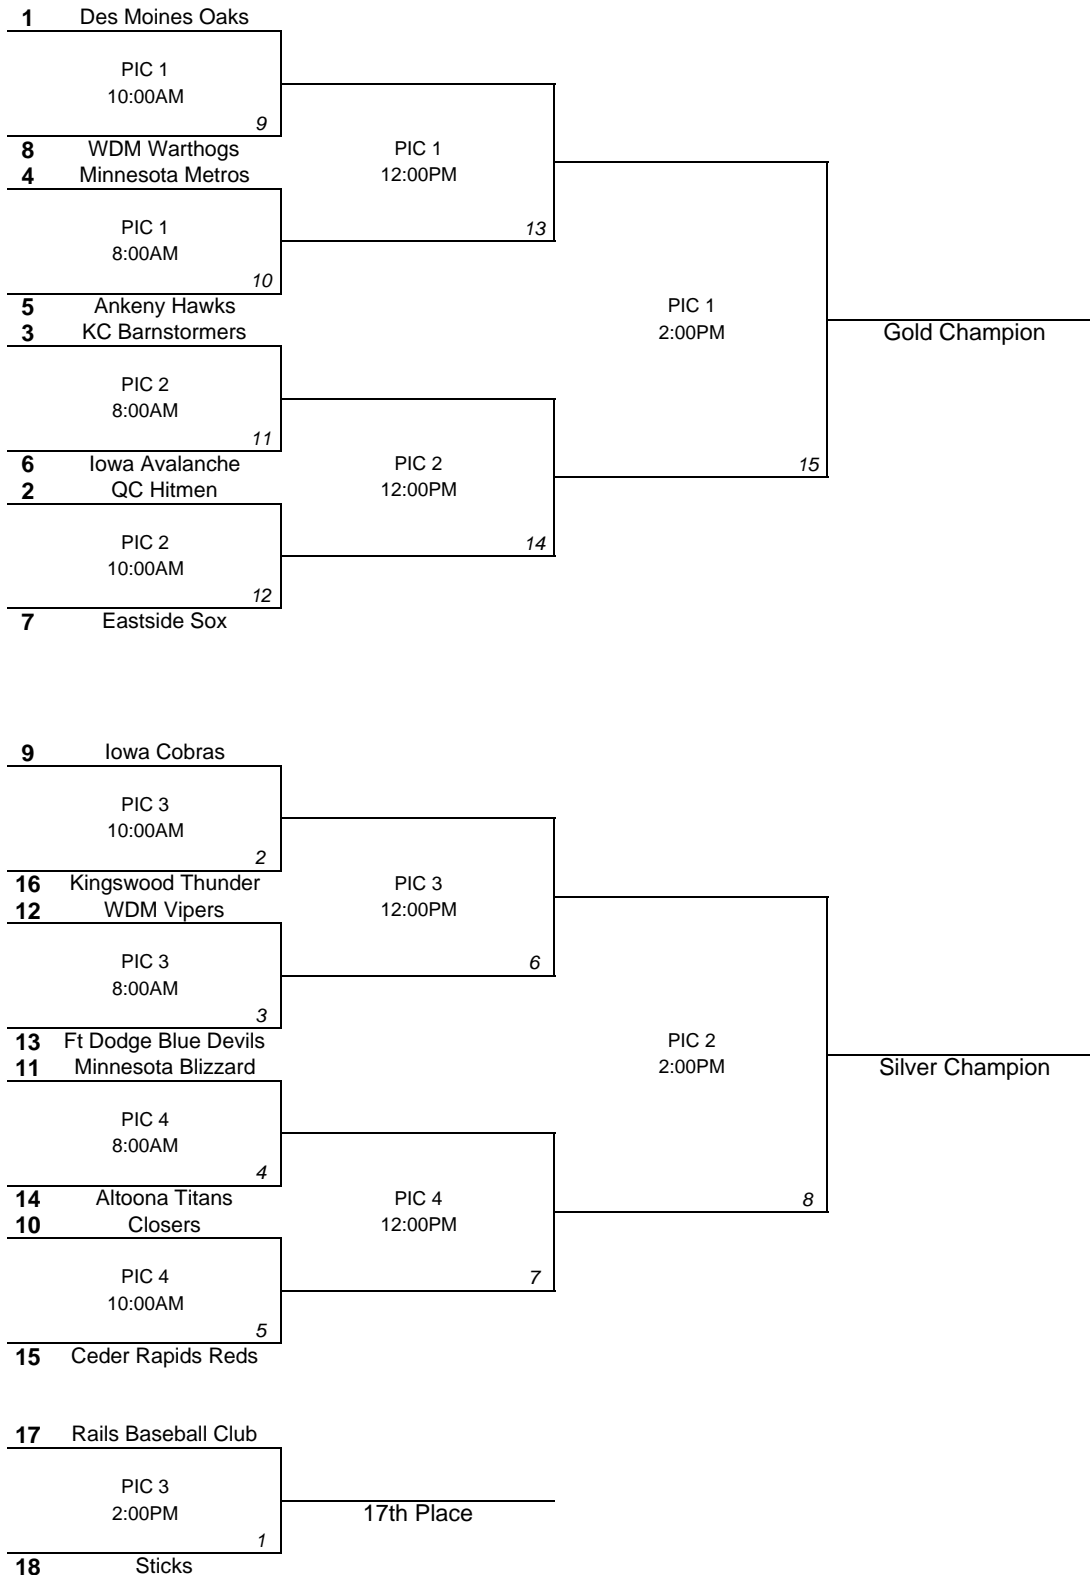 1 Des Moines Oaks
PIC 1
10:00AM
9
8 WDM Warthogs
4 Minnesota Metros
PIC 1
12:00PM
13
PIC 1
8:00AM
10
5 Ankeny Hawks
3 KC Barnstormers
PIC 1
2:00PM
15
Gold Champion
PIC 2
8:00AM
11
6 Iowa Avalanche
2 QC Hitmen
PIC 2
12:00PM
14
PIC 2
10:00AM
12
7 Eastside Sox
9 Iowa Cobras
PIC 3
10:00AM
2
16 Kingswood Thunder
12 WDM Vipers
PIC 3
12:00PM
6
PIC 3
8:00AM
3
13 Ft Dodge Blue Devils
11 Minnesota Blizzard
PIC 2
2:00PM
8
Silver Champion
PIC 4
8:00AM
4
14 Altoona Titans
10 Closers
PIC 4
12:00PM
7
PIC 4
10:00AM
5
15 Ceder Rapids Reds
17 Rails Baseball Club
PIC 3
2:00PM
1
17th Place
18 Sticks